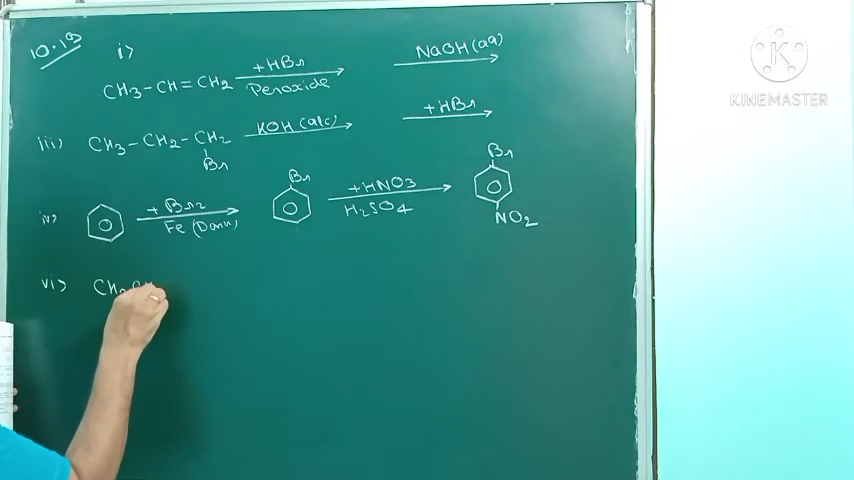 10.19
i>
CH3-CH=CH2 +HBr Peroxide NaOH(aq)
iii> CH3-CH2-CH2 Br KOH(alc) +HBr
iv> +Br2 Fe (Dark) Br +HNO3 H2SO4 Br NO2
vi>
K
KINEMASTER